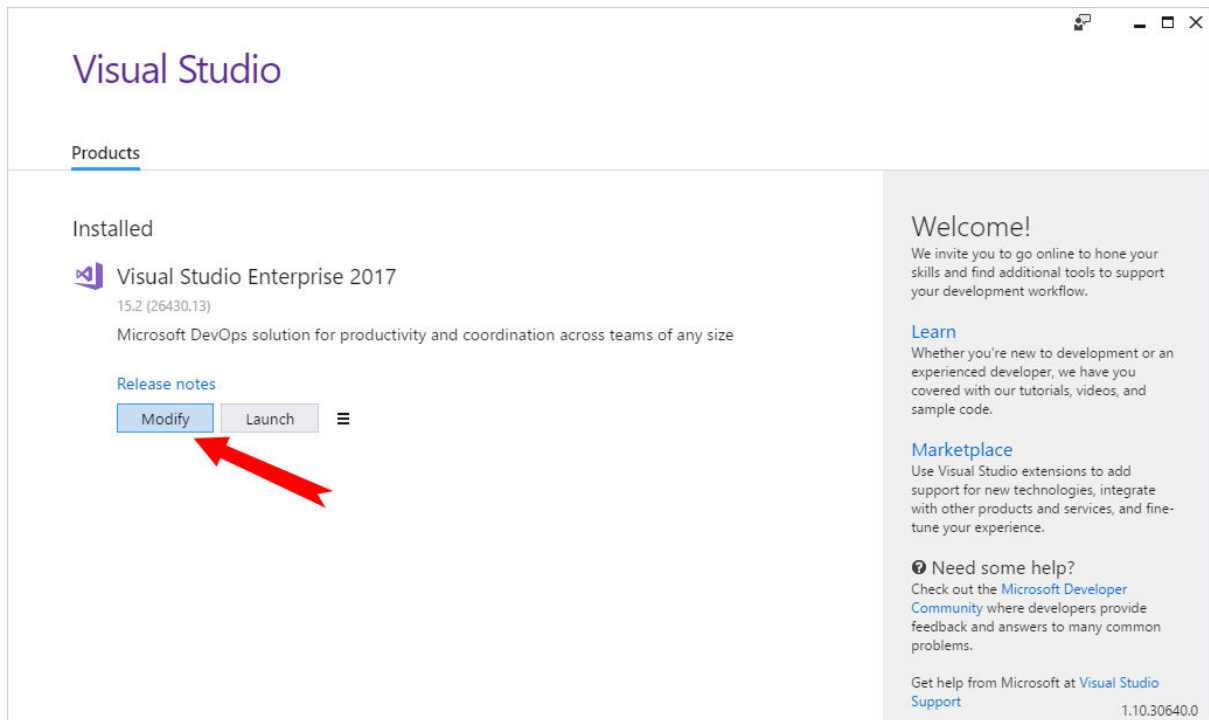 Visual Studio
Products
Installed
Visual Studio Enterprise 2017
15.2 (26430.13)
Microsoft DevOps solution for productivity and coordination across teams of any size
Release notes
Modify Launch
Welcome!
We invite you to go online to hone your
skills and find additional tools to support
your development workflow.
Learn
Whether you're new to development or an
experienced developer, we have you
covered with our tutorials, videos, and
sample code.
Marketplace
Use Visual Studio extensions to add
support for new technologies, integrate
with other products and services, and fine-
tune your experience.
Need some help?
Check out the Microsoft Developer
Community where developers provide
feedback and answers to many common
problems.
Get help from Microsoft at Visual Studio
Support
1.10.30640.0